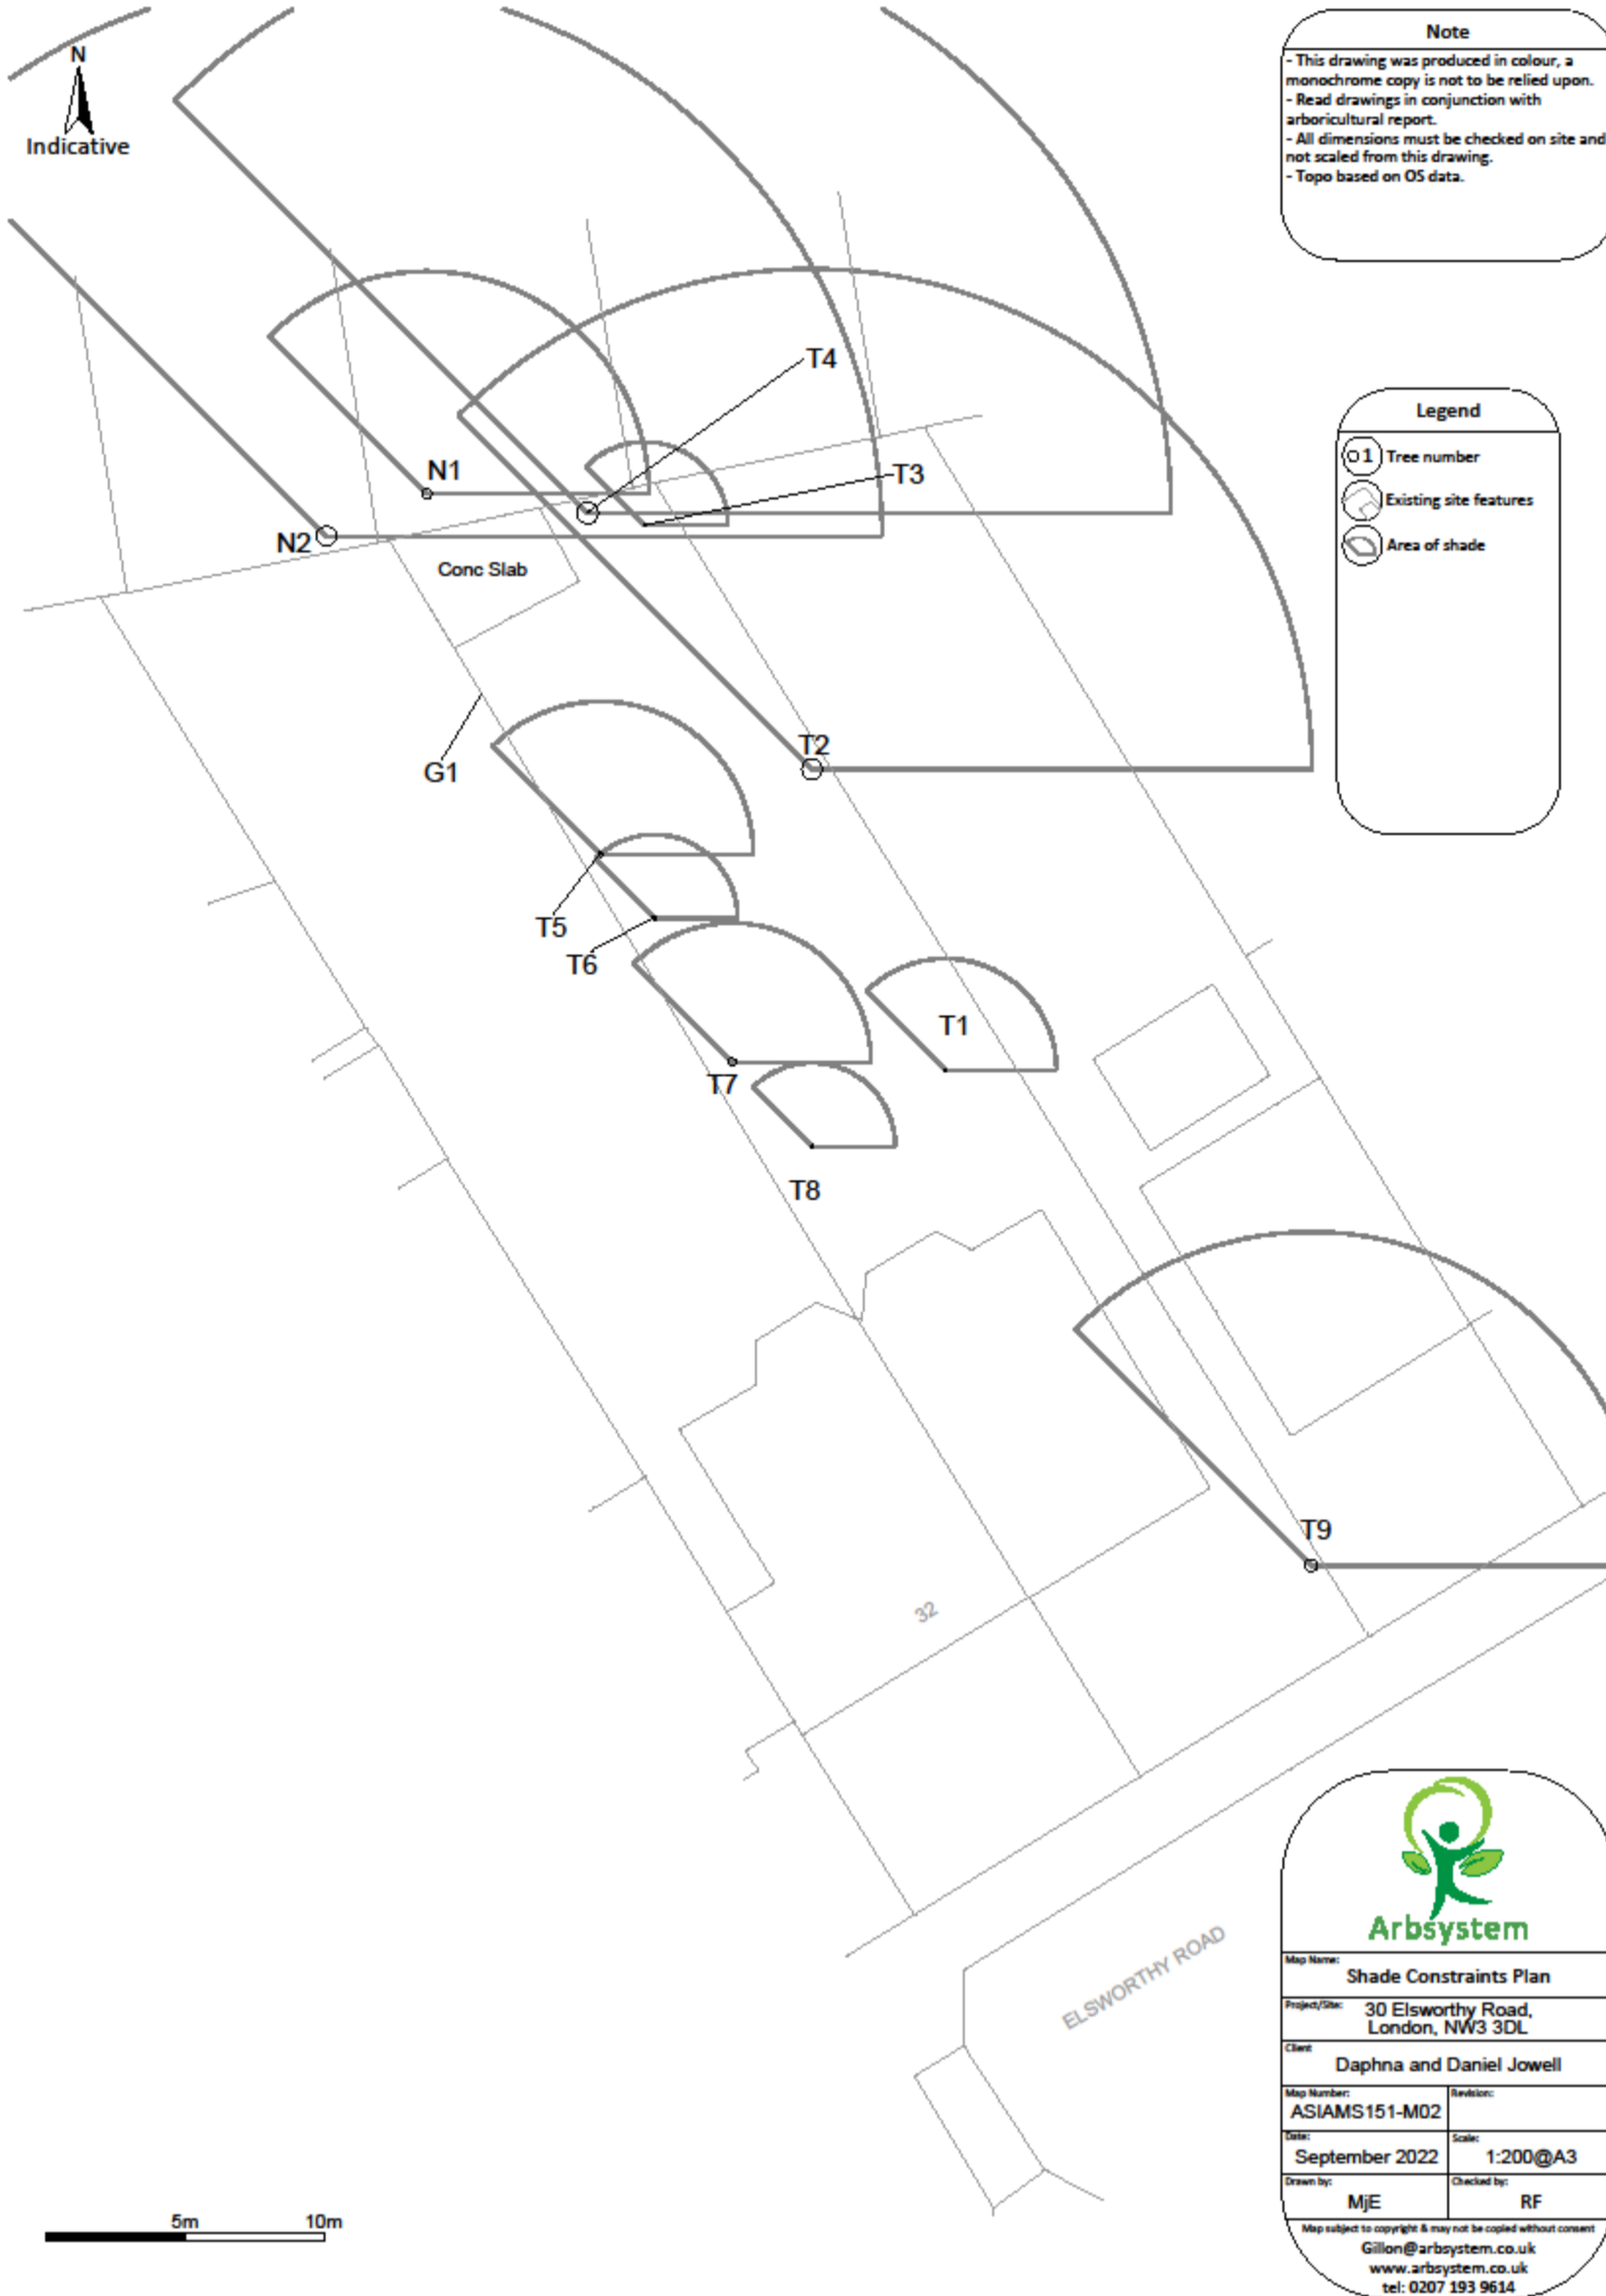 N
Indicative
Note
- This drawing was produced in colour, a
monochrome copy is not to be relied upon.
- Read drawings in conjunction with
arboricultural report.
- All dimensions must be checked on site and
not scaled from this drawing.
- Topo based on OS data.
T4
Legend
1 Tree number
N1
T3
Existing site features
N2
Area of shade
Conc Slab
T2
G1
T5
T6
T1
T7
T8
T9
32
ELSWORTHY ROAD
Arbsystem
Map Name:
Shade Constraints Plan
Project/Site:
30 Elsworthy Road,
London, NW3 3DL
Client
Daphna and Daniel Jowell
Map Number:
ASIAMS151-M02
Revision:
Date:
September 2022
Scale:
1:200@A3
Drawn by:
MjE
Checked by:
RF
Map subject to copyright & may not be copied without consent
Gillon@arbsystem.co.uk
www.arbsystem.co.uk
tel: 0207 193 9614
5m
10m